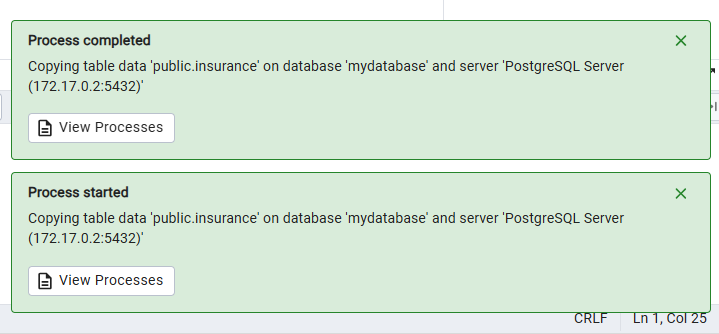 Process completed
Copying table data 'public.insurance' on database 'mydatabase' and server 'PostgreSQL Server
(172.17.0.2:5432)'
View Processes
Process started
Copying table data 'public.insurance' on database 'mydatabase' and server 'PostgreSQL Server
(172.17.0.2:5432)'
View Processes
CRLF
Ln 1, Col 25